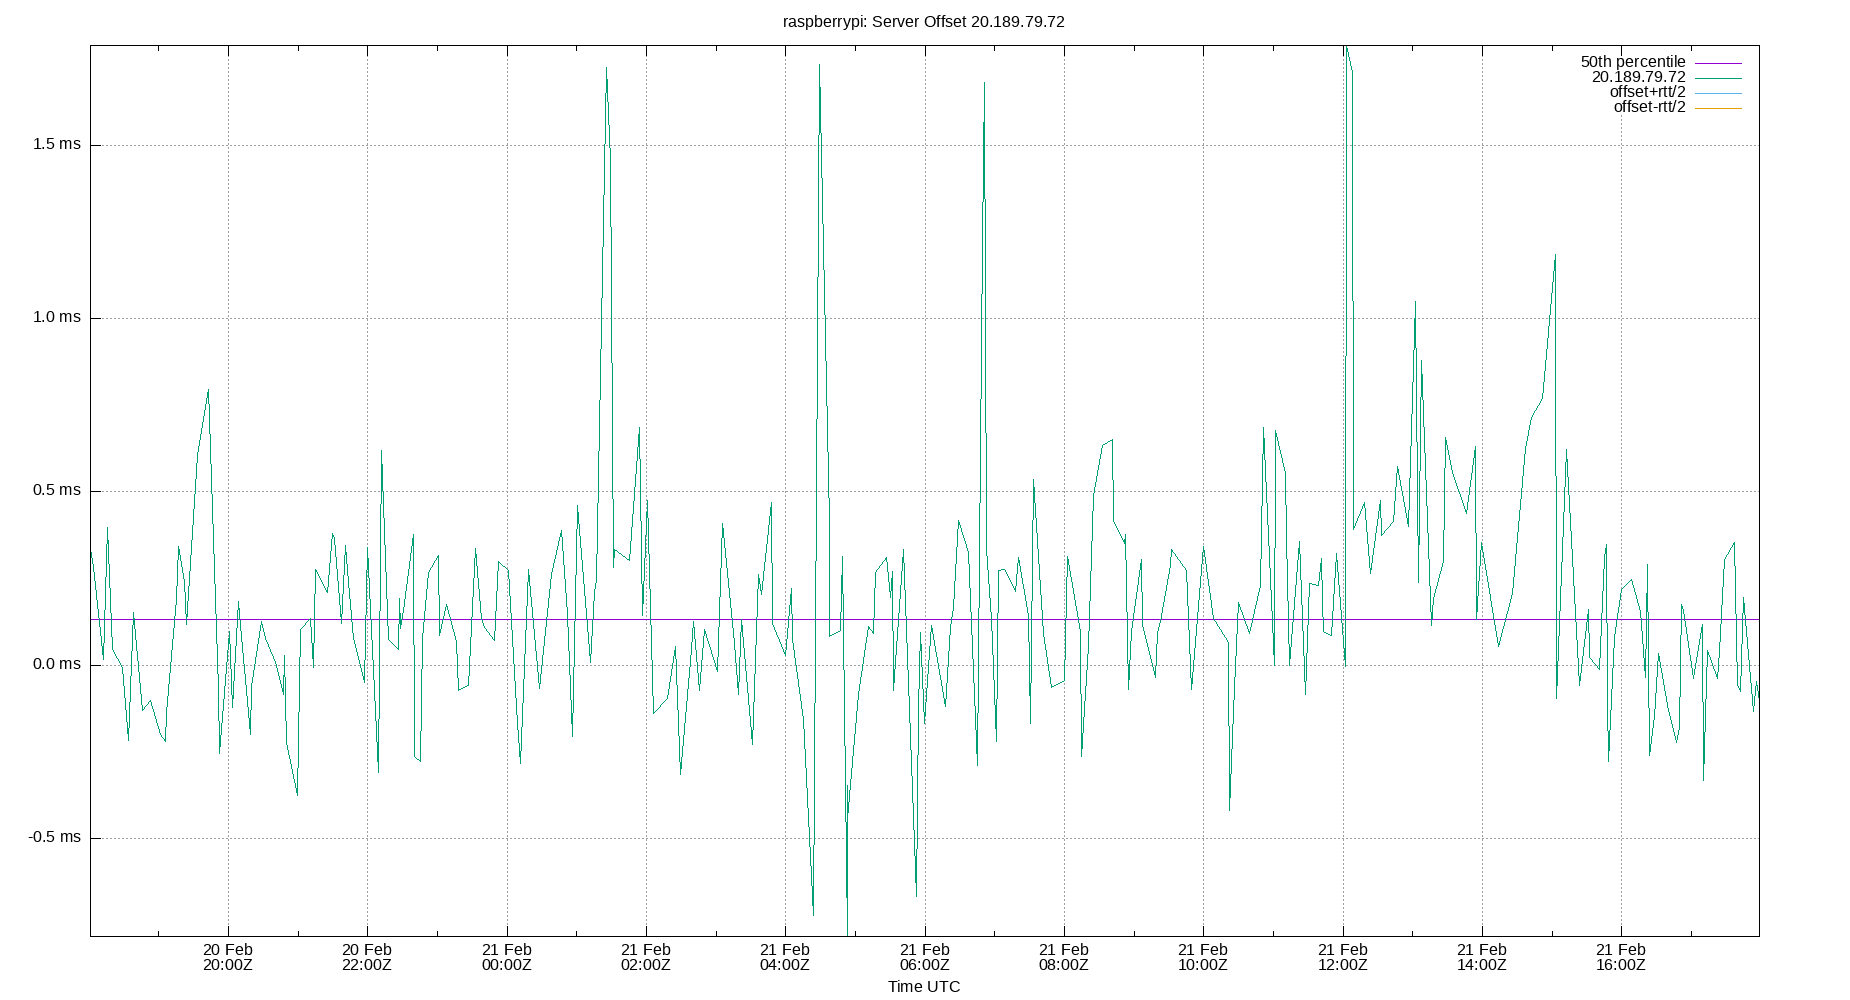 raspberrypi: Server Offset 20.189.79.72
50th percentile
20.189.79.72
offset+rtt/2
offset-rtt/2
1.5 ms
1.0 ms
0.5 ms
0.0 ms
-0.5 ms
20 Feb 20 Feb 21 Feb 21 Feb 21 Feb 21 Feb 21 Feb 21 Feb 21 Feb 21 Feb 21 Feb
20:00Z 22:00Z 00:00Z 02:00Z 04:00Z 06:00Z 08:00Z 10:00Z 12:00Z 14:00Z 16:00Z
Time UTC